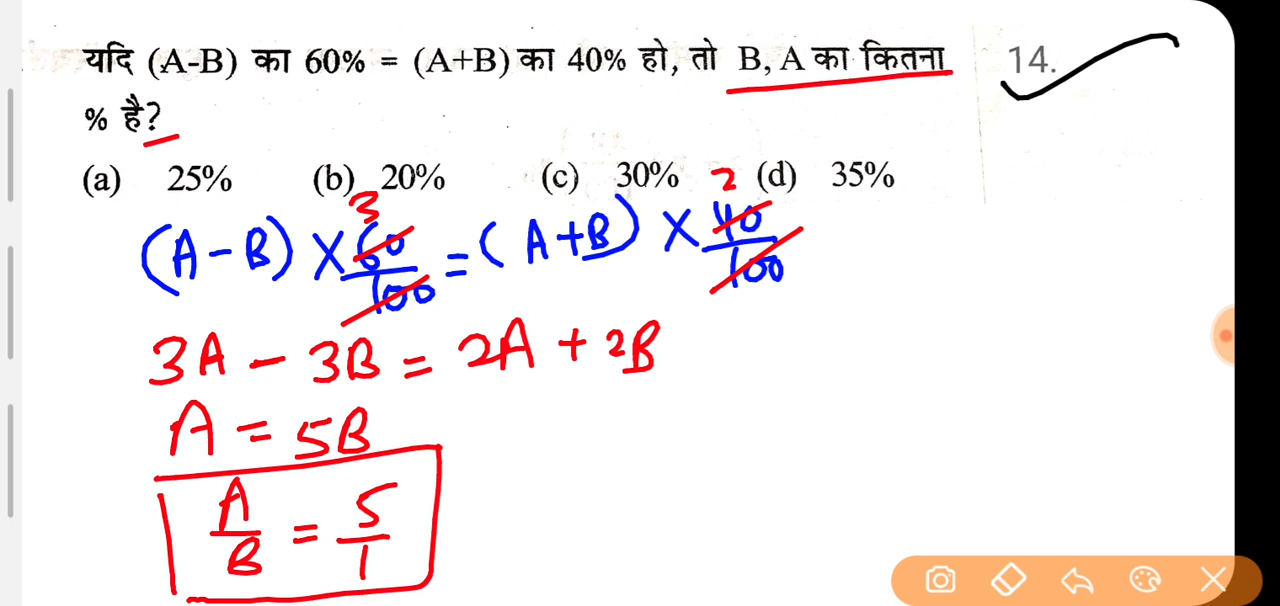 यदि (A-B) का 60% = (A+B) का 40% हो, तो B, A का कितना 14.
% है?
(a) 25% (b) 20% (c) 30% (d) 35%
(A-B) × 60/100 = (A+B) × 40/100
3 2
3A - 3B = 2A + 2B
A = 5B
A/B = 5/1